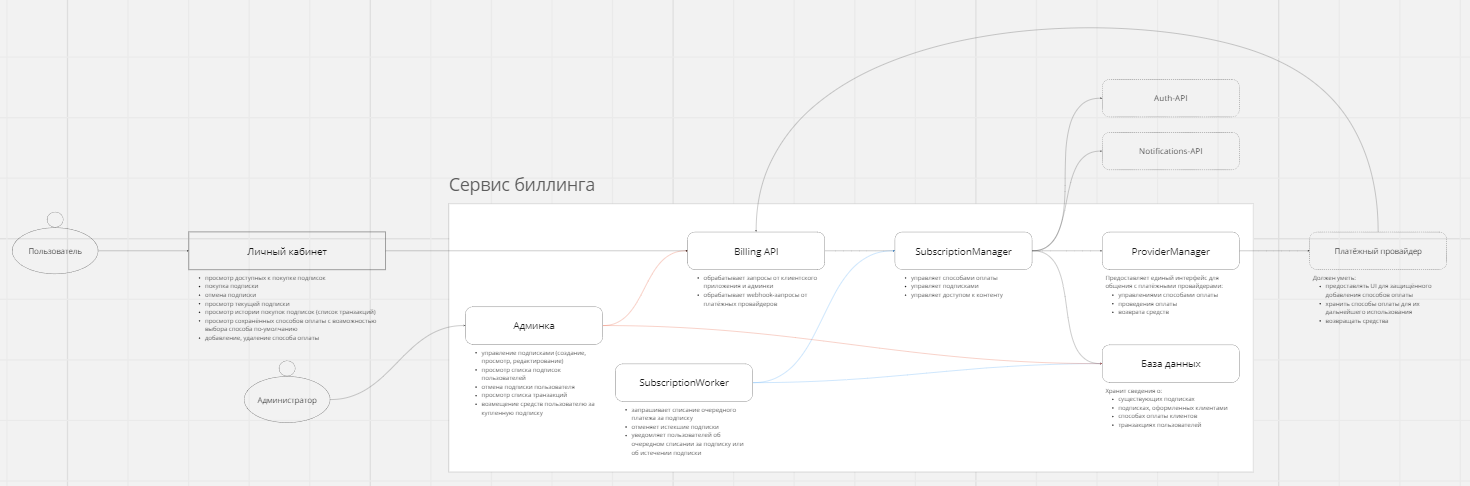 Auth-API
Notifications-API
Сервис биллинга
Пользователь
Личный кабинет
• просмотр доступных к покупке подписок
• покупка подписки
• отмена подписки
• просмотр текущий подписки
• просмотр истории покупок подписок (список транзакций)
• просмотр сохранённых способов оплаты с возможностью
выбора способа по-умолчанию
• добавление, удаление способа оплаты
Администратор
Админка
• управление подписками (создание,
просмотр, редактирование)
• просмотр списка подписок
пользователей
• отмена подписки пользователя
• просмотр списка транзакций
• возмещение средств пользователю за
купленную подписку
SubscriptionWorker
• запрашивает списание очередного
платежа за подписку
• отменяет истекшие подписки
• уведомляет пользователей об
очередное списании за подписку или
об истечении подписки
Billing API
• обрабатывает запросы от клиентского
приложения и админки
• обрабатывает webhook-запросы от
платёжных провайдеров
SubscriptionManager
• управляет способами оплаты
• управляет подписками
• управляет доступом к контенту
ProviderManager
Предоставляет единый интерфейс для
общения с платёжными провайдерами:
• управлениями способами оплаты
• проведения оплаты
• возврата средств
База данных
Хранит сведения о:
• существующих подписках
• подписках, оформленных клиентами
• способах оплаты клиентов
• транзакциях пользователей
Платёжный провайдер
Должен уметь:
• предоставлять UI для защищённого
добавления способов оплаты
• хранить способы оплаты для их
дальнейшего использования
• возвращать средства